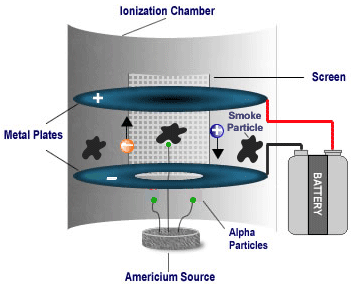 Ionization Chamber
Screen
+
Smoke
Particle
Metal Plates
-
+
-
BATTERY
Alpha
Particles
Americium Source